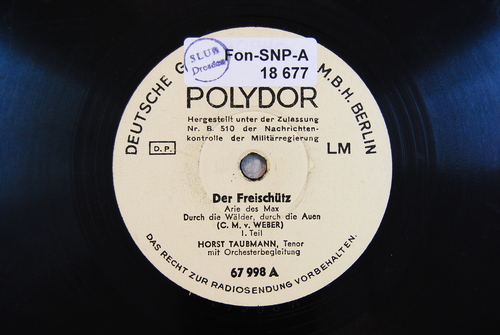 SLUB
Dresden
Fon-SNP-A
18 677
DEUTSCHE G
M.B.H. BERLIN
POLYDOR
Hergestellt unter der Zulassung
Nr. B. 510 der Nachrichten-
kontrolle der Militärregierung
D.P.
LM
Der Freischütz
Arie des Max
Durch die Wälder, durch die Auen
(C. M. v. WEBER)
I. Teil
HORST TAUBMANN, Tenor
mit Orchesterbegleitung
67 998 A
DAS RECHT ZUR RADIOSENDUNG VORBEHALTEN.